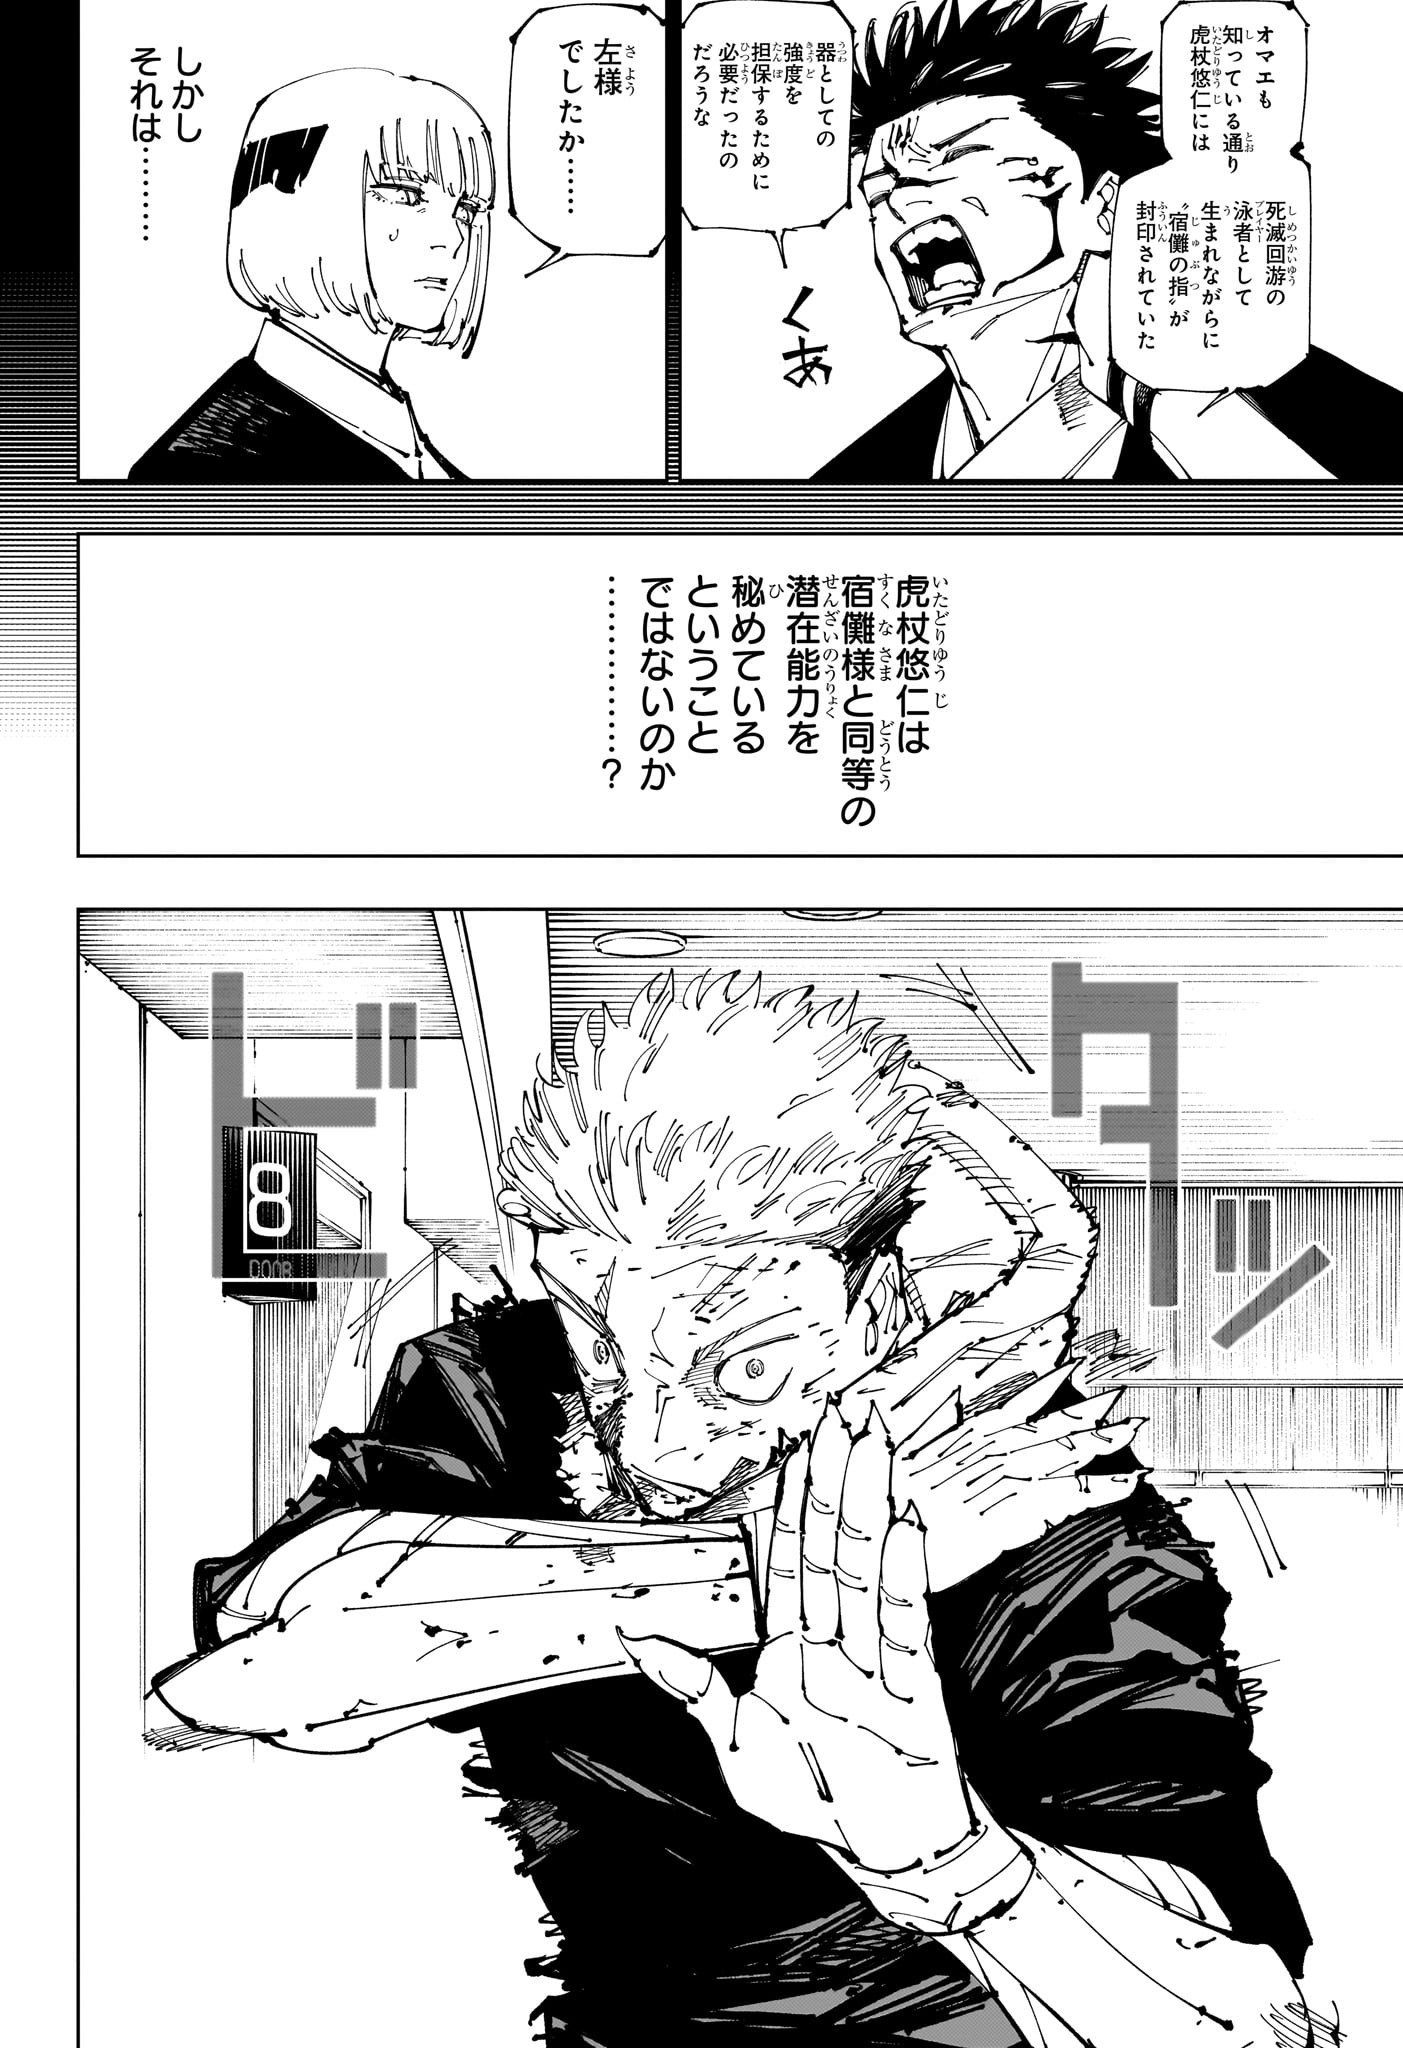 オマエも
知っている通り
虎杖悠仁には
死滅回游の
泳者として
生まれながらに
〝宿儺の指〟が
封印されていた
器としての
強度を
担保するために
必要だったの
だろうな
くあ
左様
でしたか……
しかし
それは………
虎杖悠仁は
宿儺様と同等の
潜在能力を
秘めている
ということ
ではないのか
……………?
ドタッ
8
DOOR